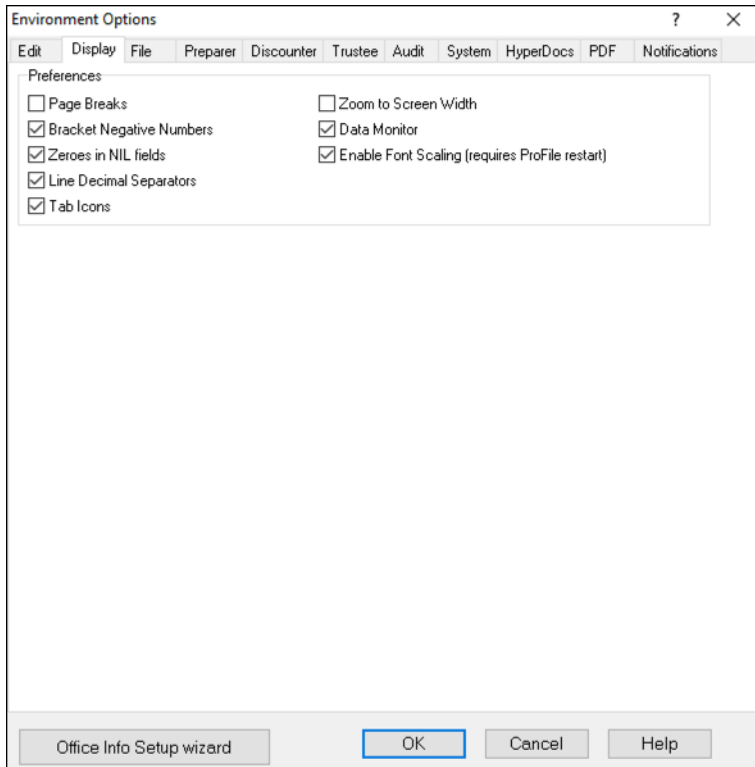 Environment Options ?
Edit Display File Preparer Discounter Trustee Audit System HyperDocs PDF Notifications
Preferences
Page Breaks Zoom to Screen Width
Bracket Negative Numbers Data Monitor
Zeroes in NIL fields Enable Font Scaling (requires ProFile restart)
Line Decimal Separators
Tab Icons
Office Info Setup wizard OK Cancel Help